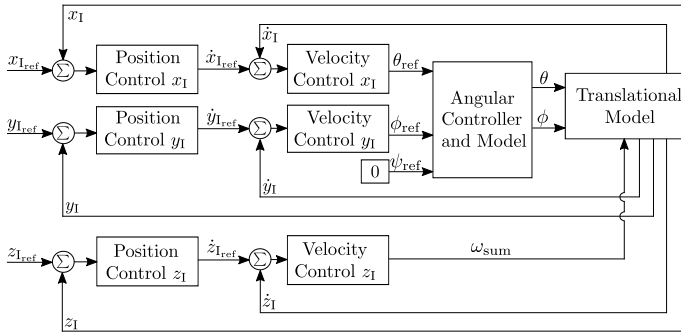 x_I
ẋ_I
x_I_ref
Σ
Position
Control x_I
ẋ_I_ref
Σ
Velocity
Control x_I
θ_ref
y_I_ref
Σ
Position
Control y_I
ẏ_I_ref
Σ
Velocity
Control y_I
ϕ_ref
0
ψ_ref
Angular
Controller
and Model
θ
ϕ
Translational
Model
ẏ_I
y_I
z_I_ref
Σ
Position
Control z_I
ż_I_ref
Σ
Velocity
Control z_I
ω_sum
ż_I
z_I